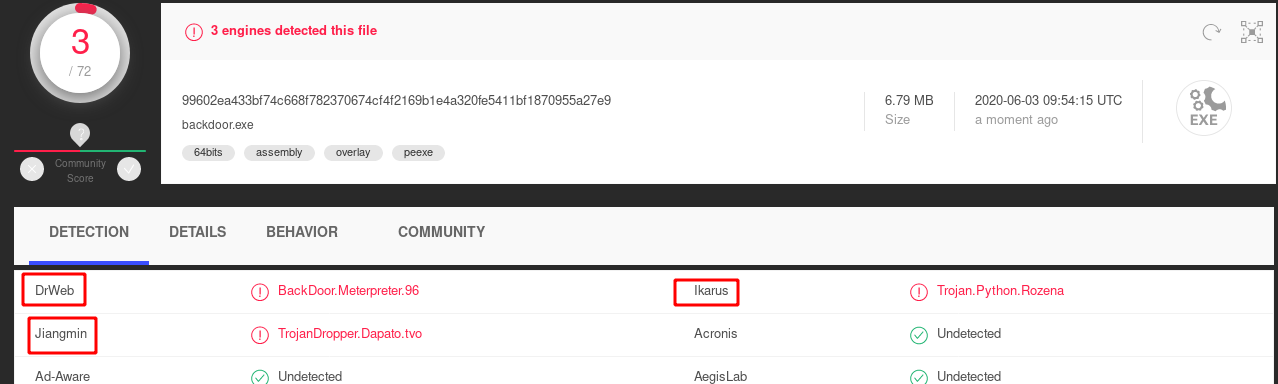 3
/ 72
?
Community
Score
3 engines detected this file
99602ea433bf74c668f782370674cf4f2169b1e4a320fe5411bf1870955a27e9
backdoor.exe
64bits assembly overlay peexe
6.79 MB
Size
2020-06-03 09:54:15 UTC
a moment ago
EXE
DETECTION DETAILS BEHAVIOR COMMUNITY
DrWeb BackDoor.Meterpreter.96 Ikarus Trojan.Python.Rozena
Jiangmin TrojanDropper.Dapato.tvo Acronis Undetected
Ad-Aware Undetected AegisLab Undetected